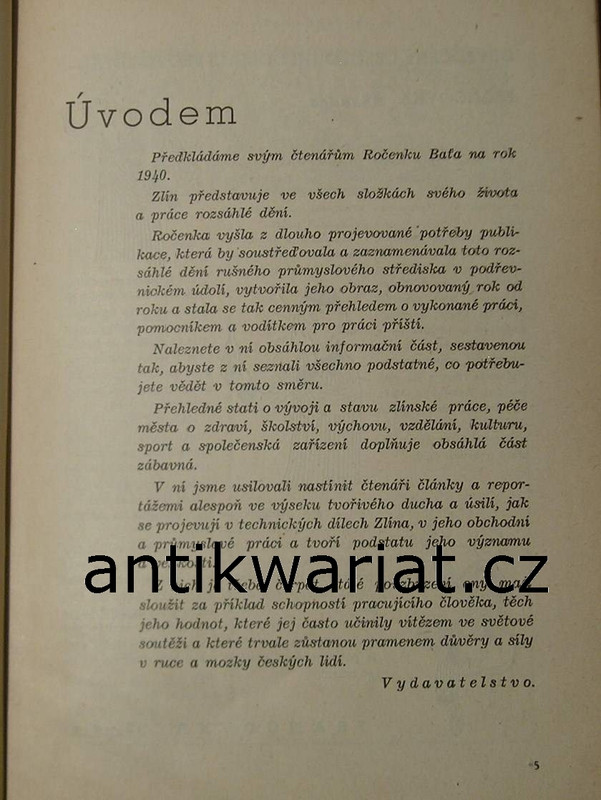 Úvodem
Předkládáme svým čtenářům Ročenku Baťa na rok
1940.
Zlín představuje ve všech složkách svého života
a práce rozsáhlé dění.
Ročenka vyšla z dlouho projevované potřeby publi-
kace, která by soustřeďovala a zaznamenávala toto roz-
sáhlé dění rušného průmyslového střediska v podřev-
nickém údolí, vytvořila jeho obraz, obnovovaný rok od
roku a stala se tak cenným přehledem o vykonané práci,
pomocníkem a vodítkem pro práci příští.
Naleznete v ní obsáhlou informační část, sestavenou
tak, abyste z ní seznali všechno podstatné, co potřebu-
jete vědět v tomto směru.
Přehledné stati o vývoji a stavu zlínské práce, péče
města o zdraví, školství, výchovu, vzdělání, kulturu,
sport a společenská zařízení doplňuje obsáhlá část
zábavná.
V ní jsme usilovali nastínit čtenáři články a repor-
tážemi alespoň ve výseku tvořivého ducha a úsilí, jak
se projevují v technických dílech Zlína, v jeho obchodní
a průmyslové práci a tvoří podstatu jeho významu
antikwariat.cz
sloužit za příklad schopností pracujícího člověka, těch
jeho hodnot, které jej často učinily vítězem ve světové
soutěži a které trvale zůstanou pramenem důvěry a síly
v ruce a mozky českých lidí.
Vydavatelstvo.
5